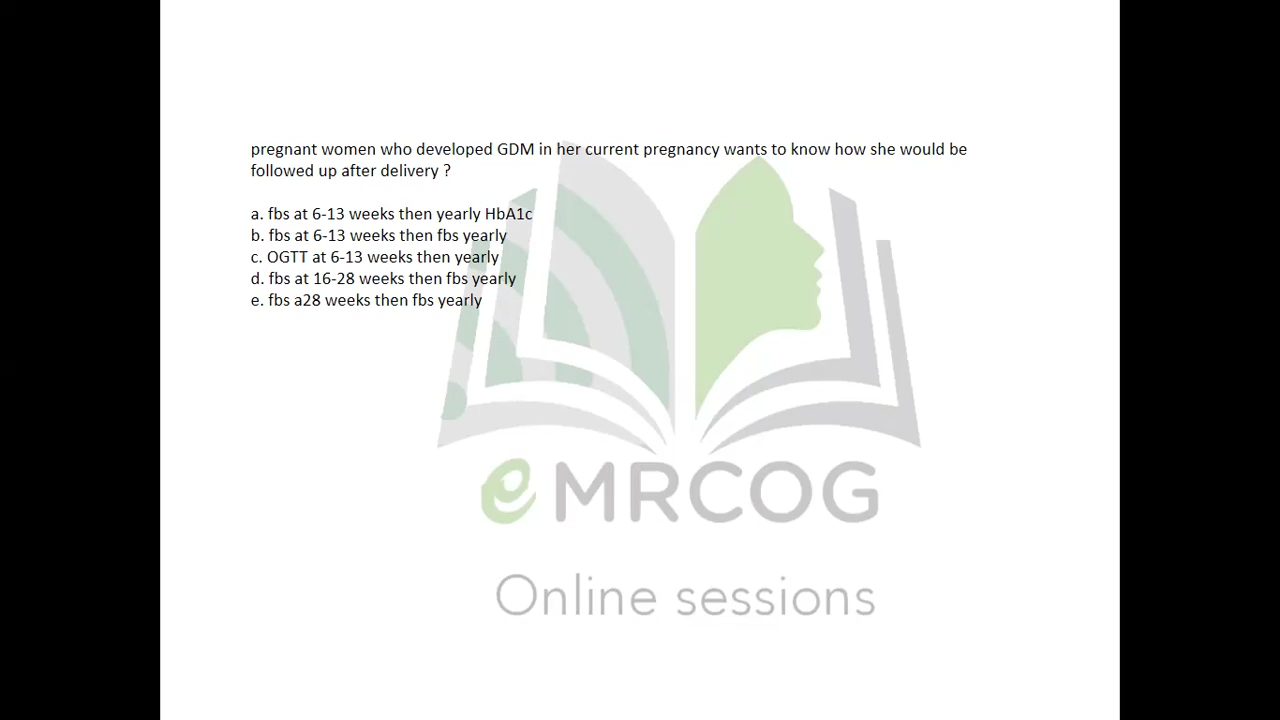 pregnant women who developed GDM in her current pregnancy wants to know how she would be
followed up after delivery ?
a. fbs at 6-13 weeks then yearly HbA1c
b. fbs at 6-13 weeks then fbs yearly
c. OGTT at 6-13 weeks then yearly
d. fbs at 16-28 weeks then fbs yearly
e. fbs a28 weeks then fbs yearly
eMRCOG
Online sessions